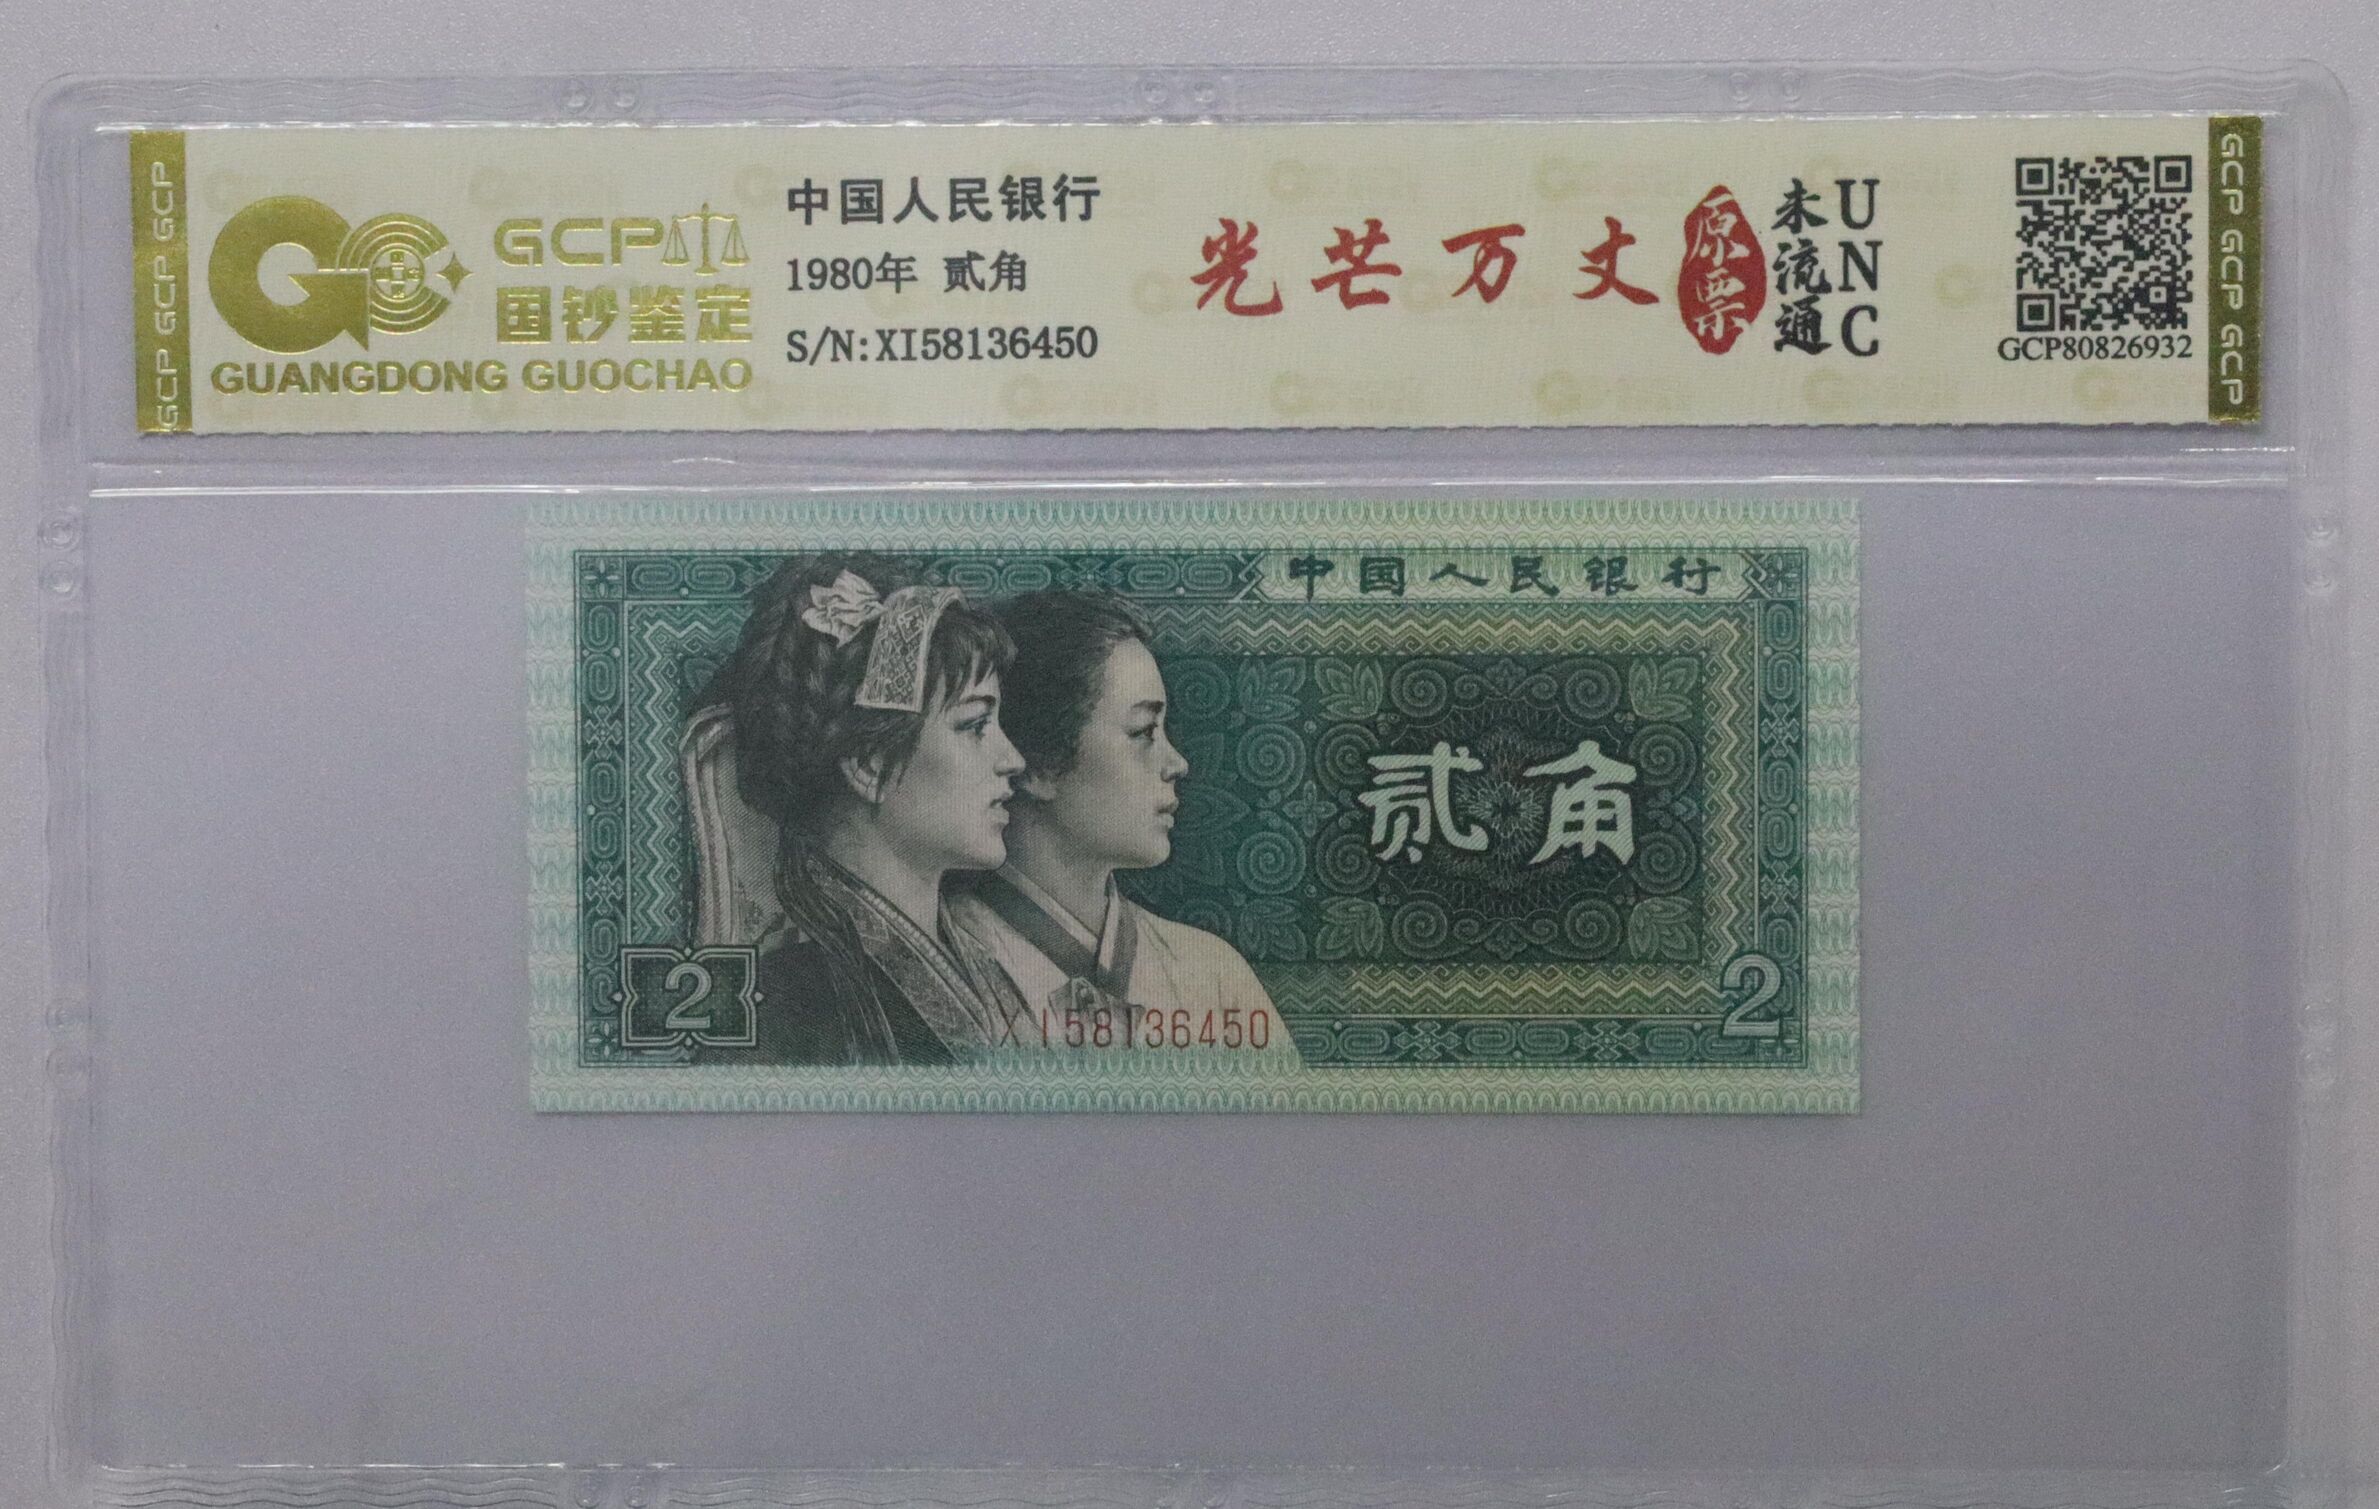 GCP GCP GCP
GCP
国钞鉴定
GUANGDONG GUOCHAO
中国人民银行
1980年 贰角
S/N:XI58136450
光芒万丈
原票
未流通
UNC
GCP80826932
GCP GCP GCP
中国人民银行
贰角
2
XI58136450
2